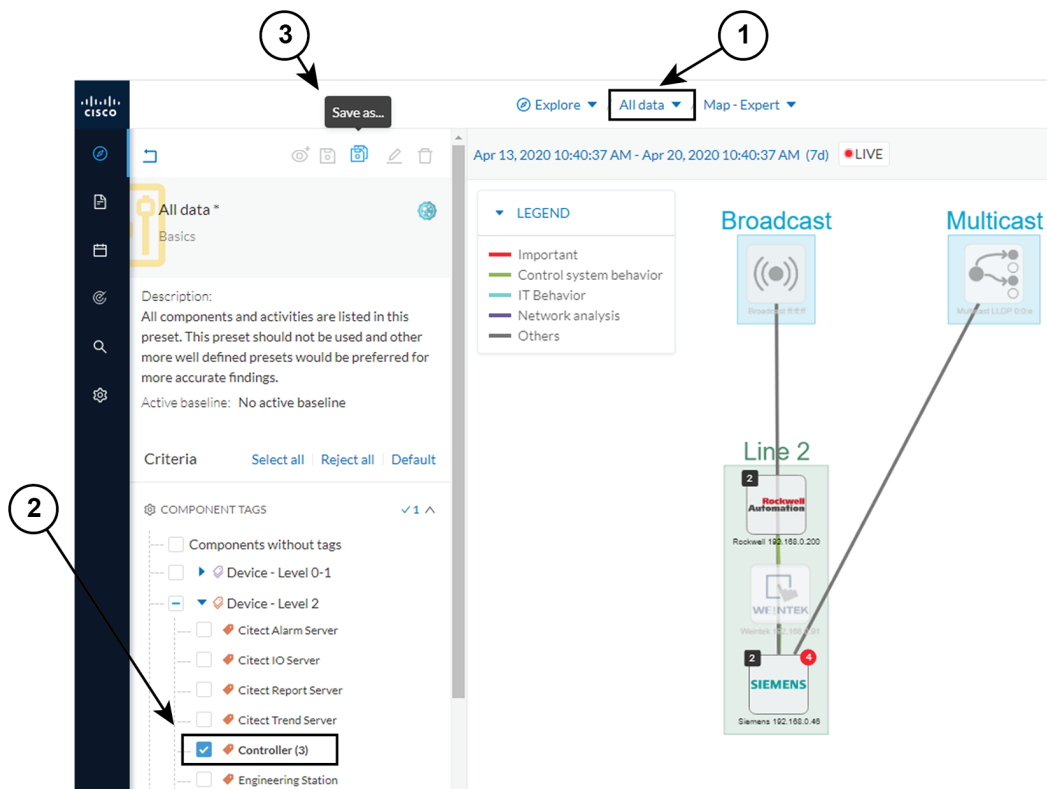 3
1
Save as...
CISCO
Explore
All data
Map - Expert
Apr 13, 2020 10:40:37 AM - Apr 20, 2020 10:40:37 AM (7d)
LIVE
All data *
Basics
LEGEND
Important
Control system behavior
IT Behavior
Network analysis
Others
Broadcast
Multicast
Description:
All components and activities are listed in this
preset. This preset should not be used and other
more well defined presets would be preferred for
more accurate findings.
Active baseline: No active baseline
Criteria
Select all
Reject all
Default
2
COMPONENT TAGS
1
Components without tags
Device - Level 0-1
Device - Level 2
Citect Alarm Server
Citect IO Server
Citect Report Server
Citect Trend Server
Controller (3)
Engineering Station
Line 2
2
Rockwell
Automation
Rockwell 192.168.0.200
WEINTEK
Weintek
2
4
SIEMENS
Siemens 192.168.0.46